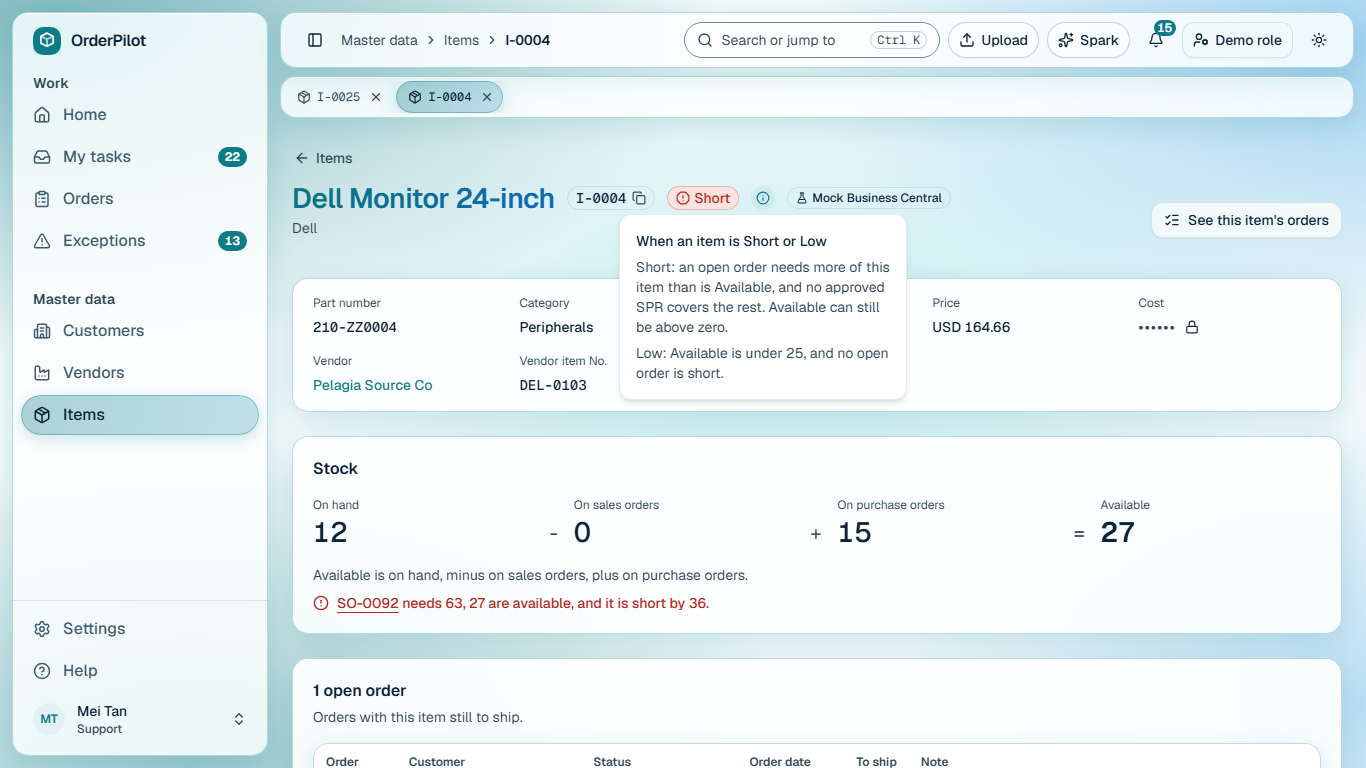 OrderPilot
Work
Home
My tasks 22
Orders
Exceptions 13
Master data
Customers
Vendors
Items
Settings
Help
MT Mei Tan
Support
Master data > Items > I-0004
Search or jump to Ctrl K
Upload
Spark
15
Demo role
I-0025
I-0004
Items
Dell Monitor 24-inch I-0004 Short Mock Business Central
Dell
See this item's orders
When an item is Short or Low
Short: an open order needs more of this
item than is Available, and no approved
SPR covers the rest. Available can still
be above zero.
Low: Available is under 25, and no open
order is short.
Part number Category Price Cost
210-ZZ0004 Peripherals USD 164.66 ••••••
Vendor Vendor item No.
Pelagia Source Co DEL-0103
Stock
On hand On sales orders On purchase orders Available
12 - 0 + 15 = 27
Available is on hand, minus on sales orders, plus on purchase orders.
SO-0092 needs 63, 27 are available, and it is short by 36.
1 open order
Orders with this item still to ship.
Order Customer Status Order date To ship Note